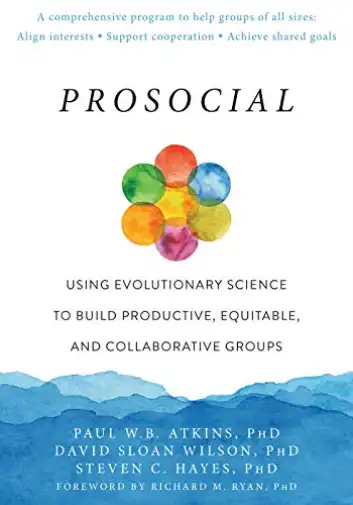 A comprehensive program to help groups of all sizes:
Align interests • Support cooperation • Achieve shared goals
PROSOCIAL
USING EVOLUTIONARY SCIENCE
TO BUILD PRODUCTIVE, EQUITABLE,
AND COLLABORATIVE GROUPS
PAUL W.B. ATKINS, PHD
DAVID SLOAN WILSON, PHD
STEVEN C. HAYES, PHD
FOREWORD BY RICHARD M. RYAN, PHD